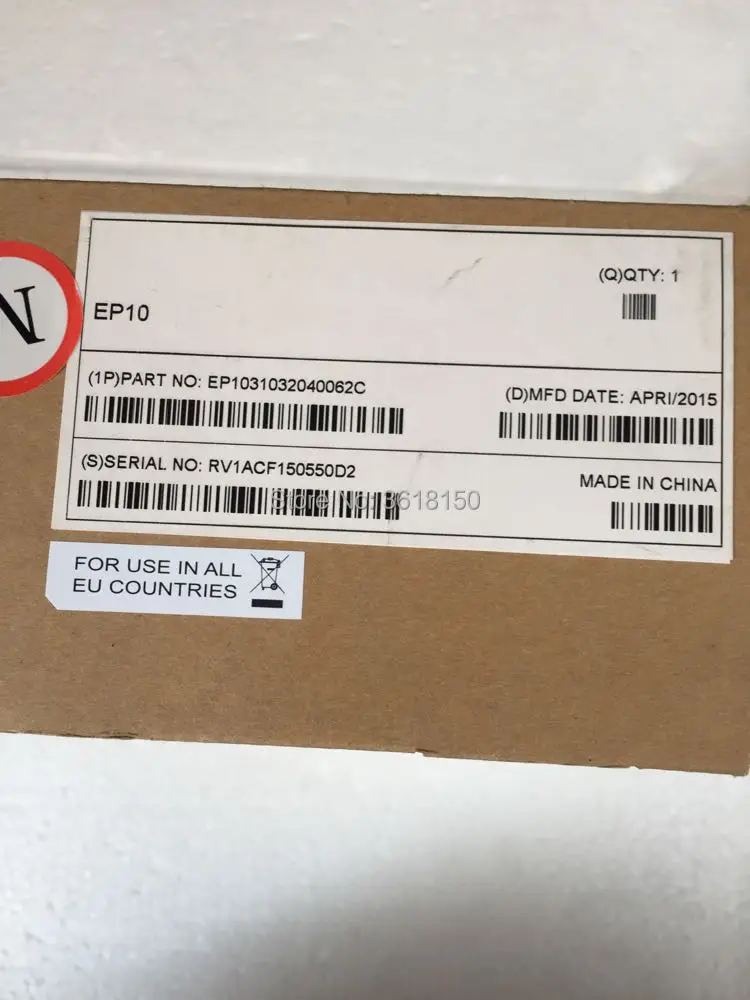 (Q)QTY: 1
N
EP10
(1P)PART NO: EP1031032040062C
(D)MFD DATE: APRI/2015
(S)SERIAL NO: RV1ACF150550D2
MADE IN CHINA
Store No: 3618150
FOR USE IN ALL
EU COUNTRIES